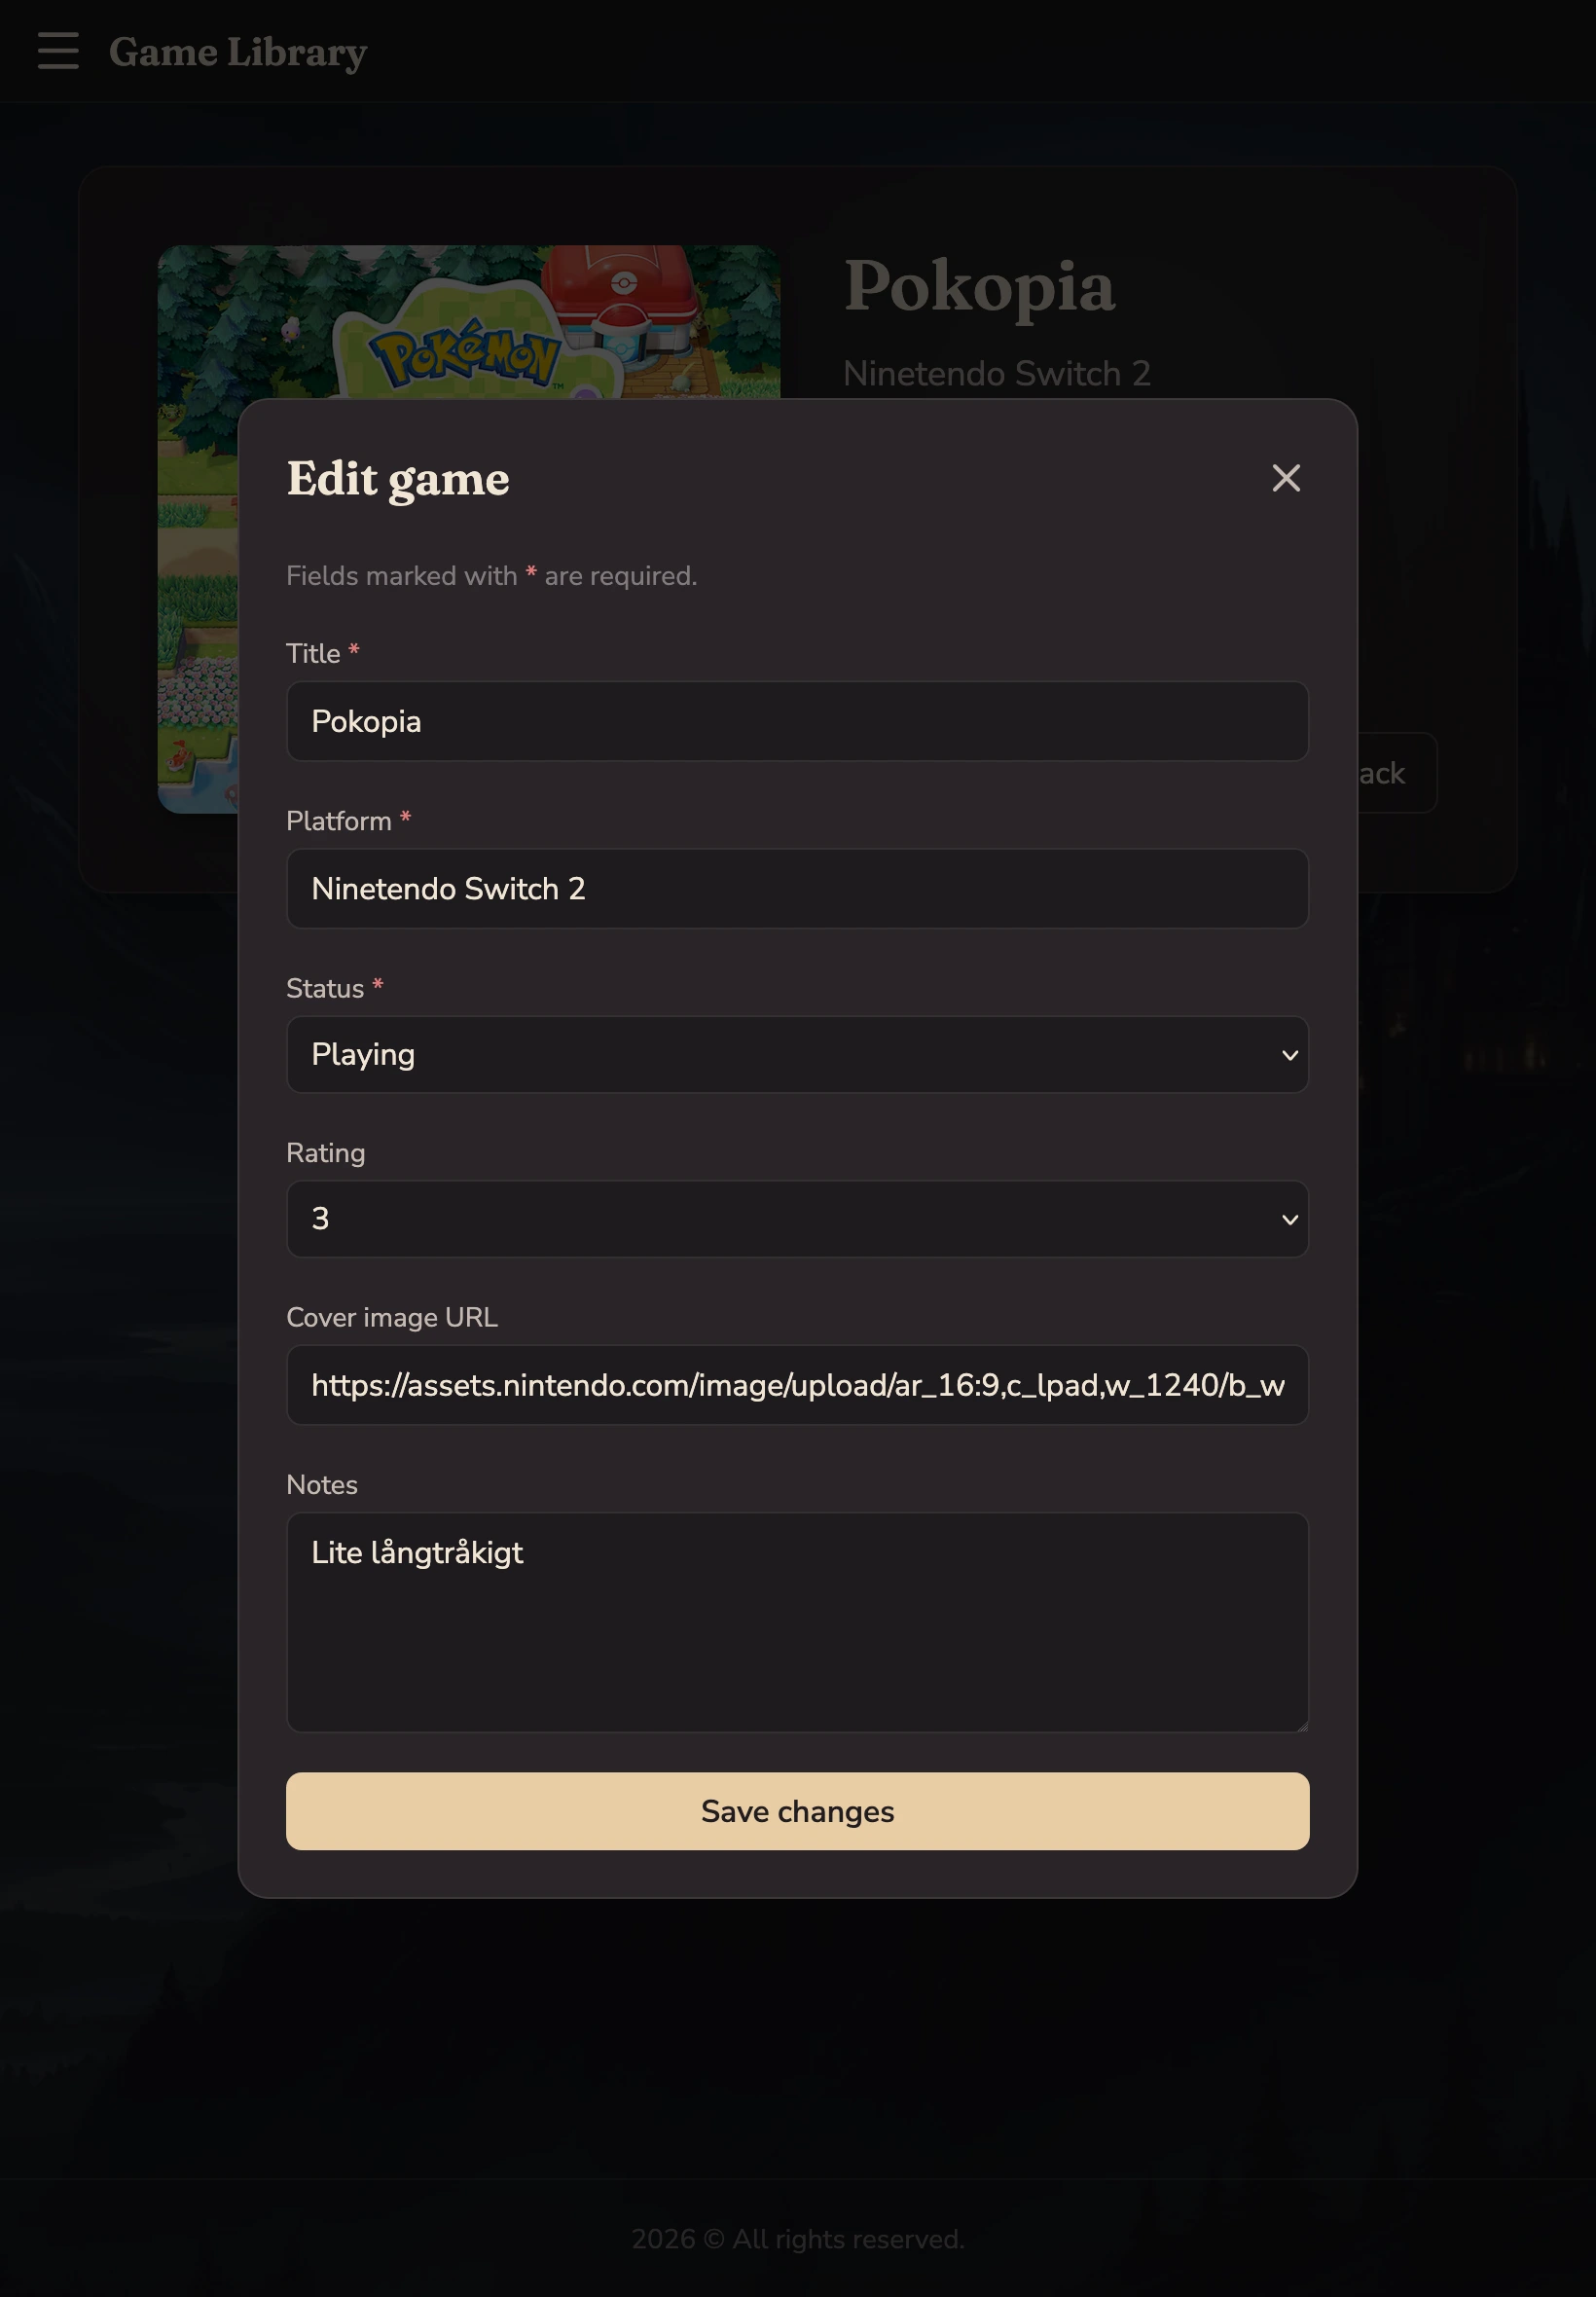 Game Library
POKÉMON
TM
Pokopia
Ninetendo Switch 2
Edit game
Fields marked with * are required.
Title *
Pokopia
Platform *
Ninetendo Switch 2
ack
Status *
Playing
Rating
3
Cover image URL
https://assets.nintendo.com/image/upload/ar_16:9,c_lpad,w_1240/b_w
Notes
Lite långtråkigt
Save changes
2026 © All rights reserved.